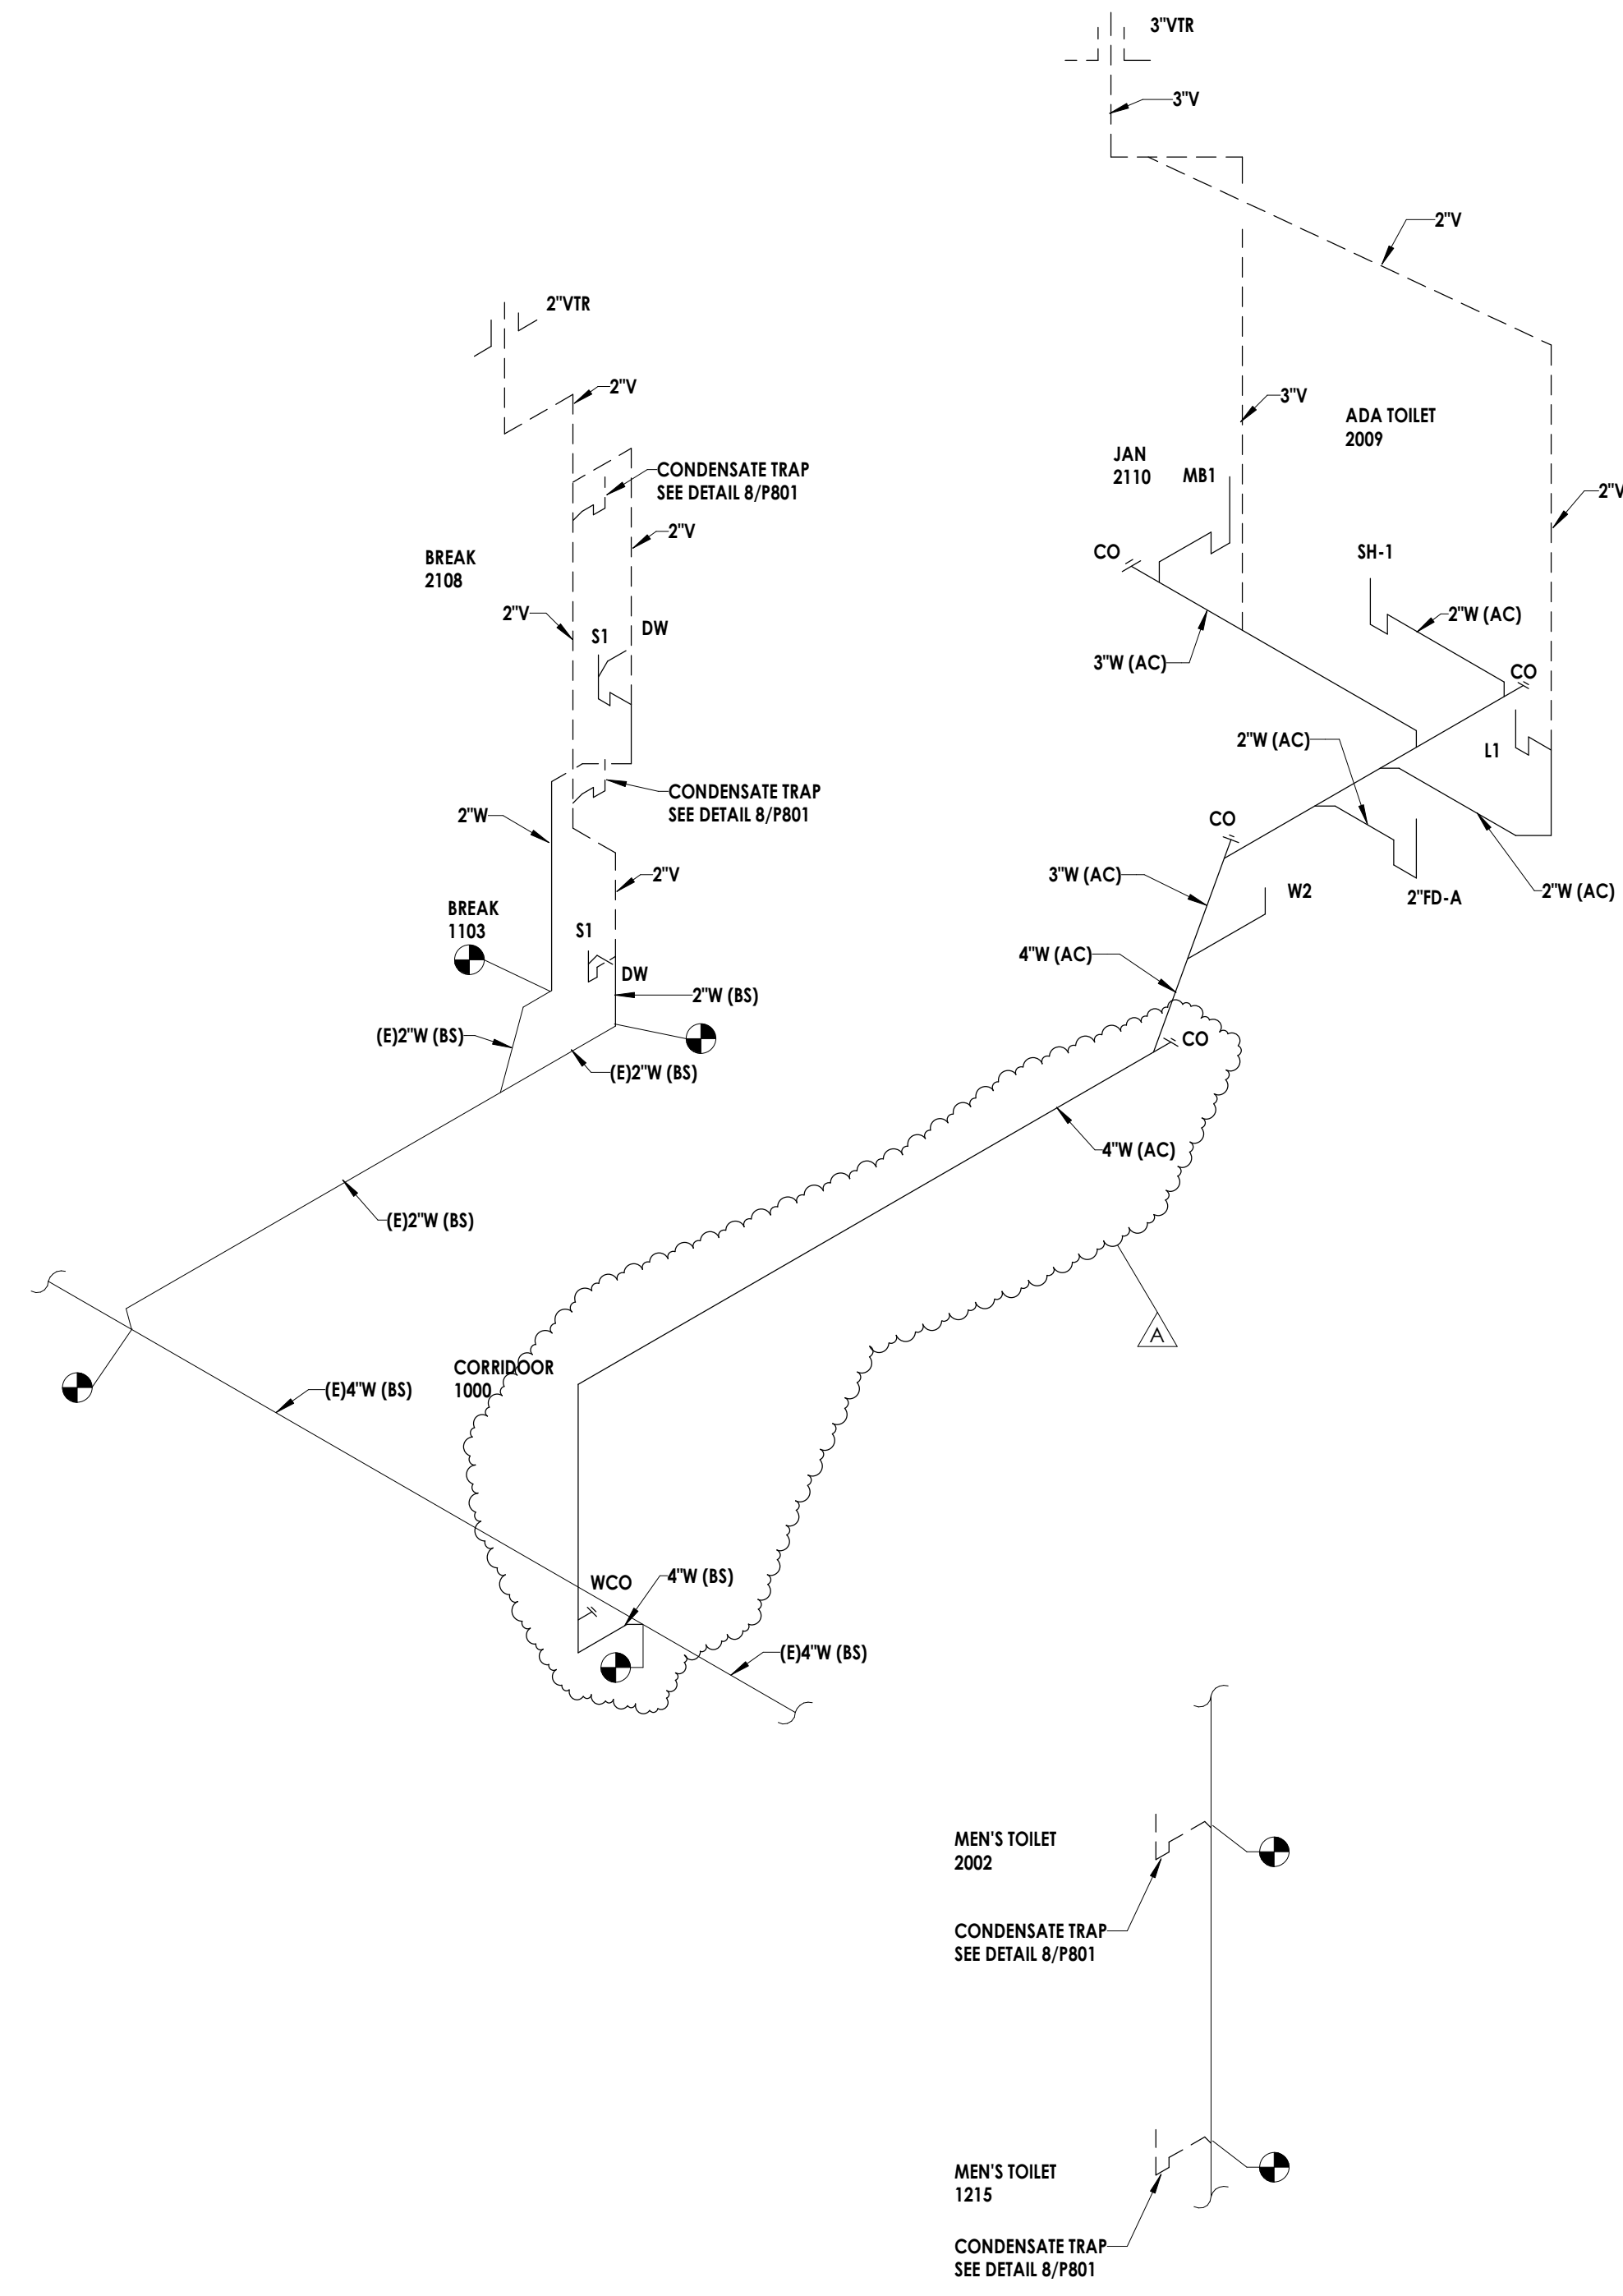 3"VTR
3"V
2"V
2"VTR
2"V
3"V
ADA TOILET
2009
JAN
2110
MB1
CONDENSATE TRAP
SEE DETAIL 8/P801
2"V
2"V
BREAK
2108
CO
SH-1
2"V
S1
DW
2"W (AC)
3"W (AC)
CO
2"W (AC)
L1
CONDENSATE TRAP
SEE DETAIL 8/P801
2"W
CO
2"V
3"W (AC)
W2
2"FD-A
2"W (AC)
BREAK
1103
S1
DW
4"W (AC)
2"W (BS)
(E)2"W (BS)
CO
(E)2"W (BS)
4"W (AC)
(E)2"W (BS)
A
CORRIDOOR
1000
(E)4"W (BS)
WCO
4"W (BS)
(E)4"W (BS)
MEN'S TOILET
2002
CONDENSATE TRAP
SEE DETAIL 8/P801
MEN'S TOILET
1215
CONDENSATE TRAP
SEE DETAIL 8/P801